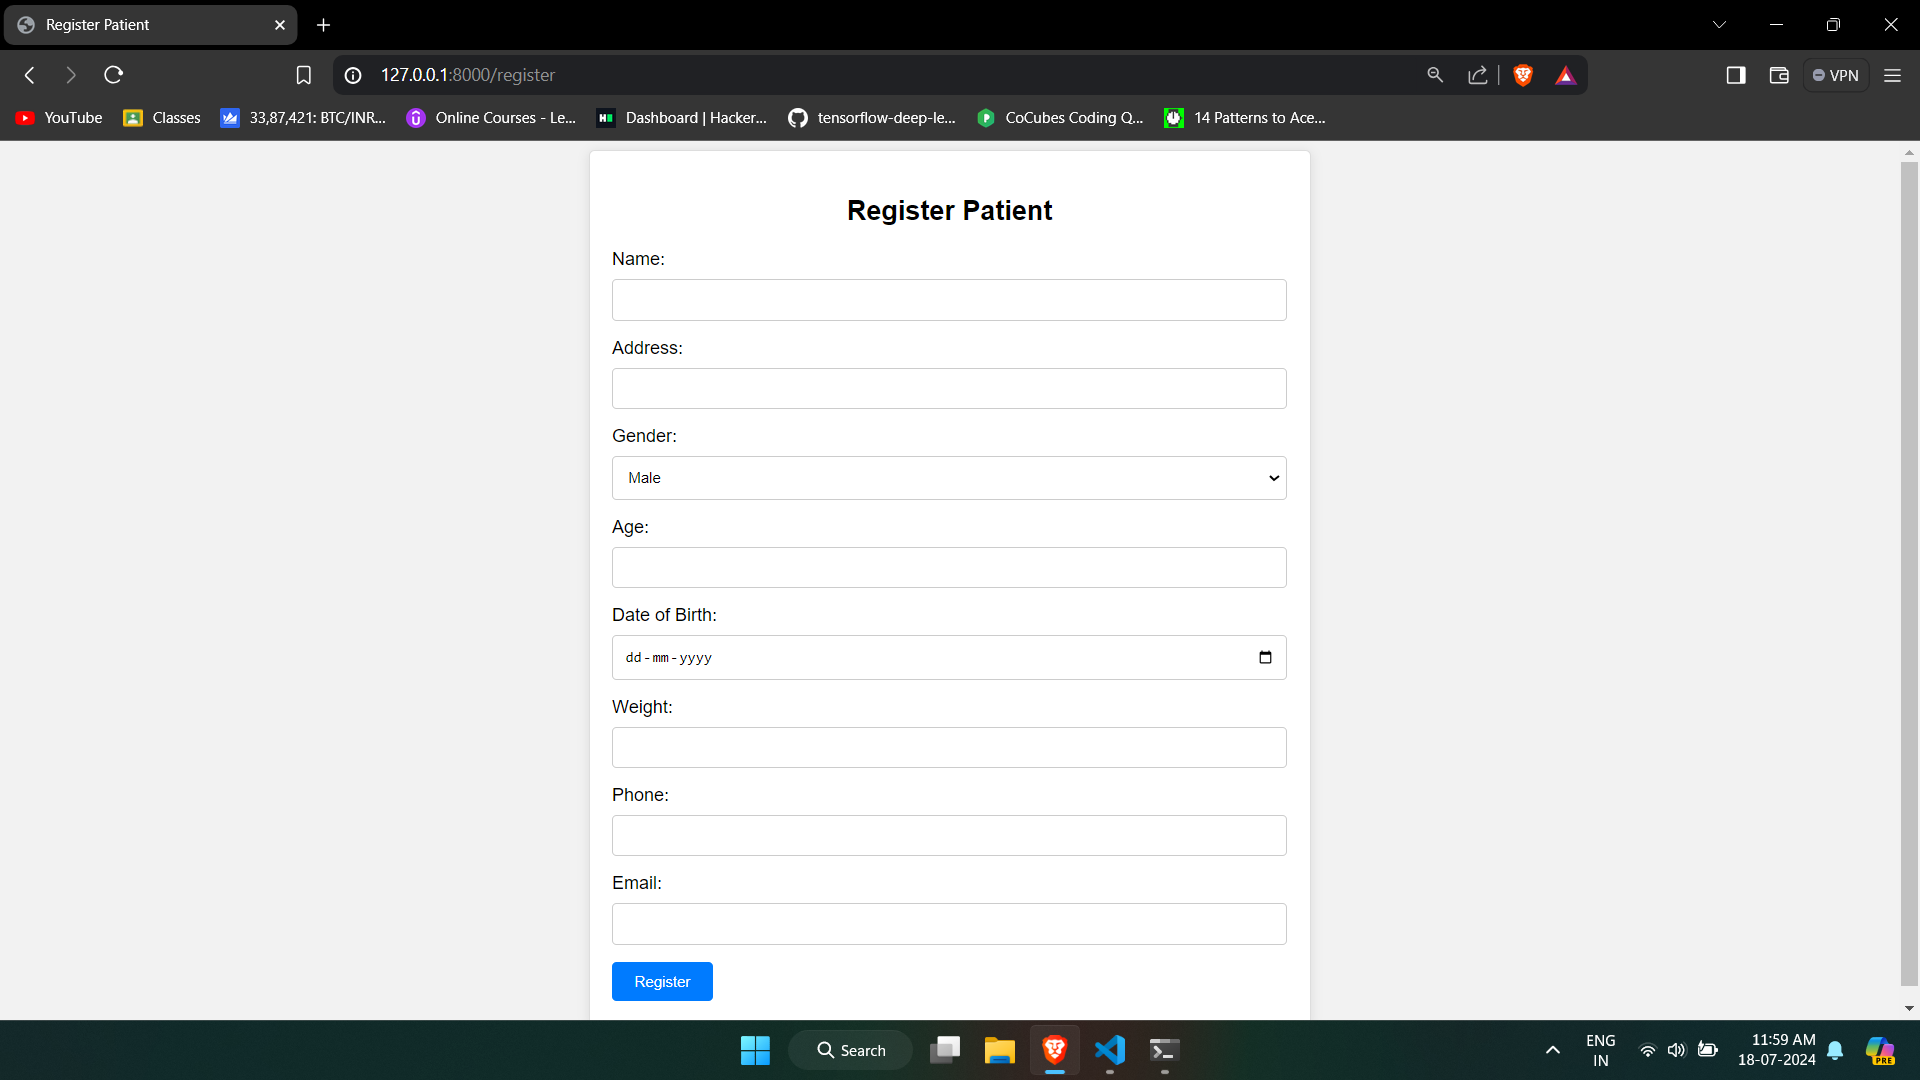 Register Patient
127.0.0.1:8000/register
VPN
YouTube Classes 33,87,421: BTC/INR... Online Courses - Le... Dashboard | Hacker... tensorflow-deep-le... CoCubes Coding Q... 14 Patterns to Ace...
Register Patient
Name:
Address:
Gender:
Male
Age:
Date of Birth:
dd-mm-yyyy
Weight:
Phone:
Email:
Register
Search
ENG
IN
11:59 AM
18-07-2024
PRE